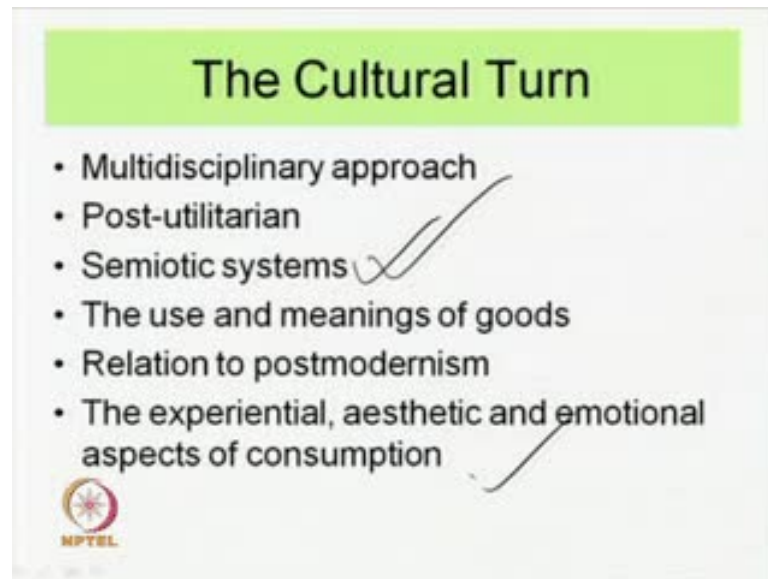 The Cultural Turn
• Multidisciplinary approach
• Post-utilitarian
• Semiotic systems
• The use and meanings of goods
• Relation to postmodernism
• The experiential, aesthetic and emotional
aspects of consumption
NPTEL